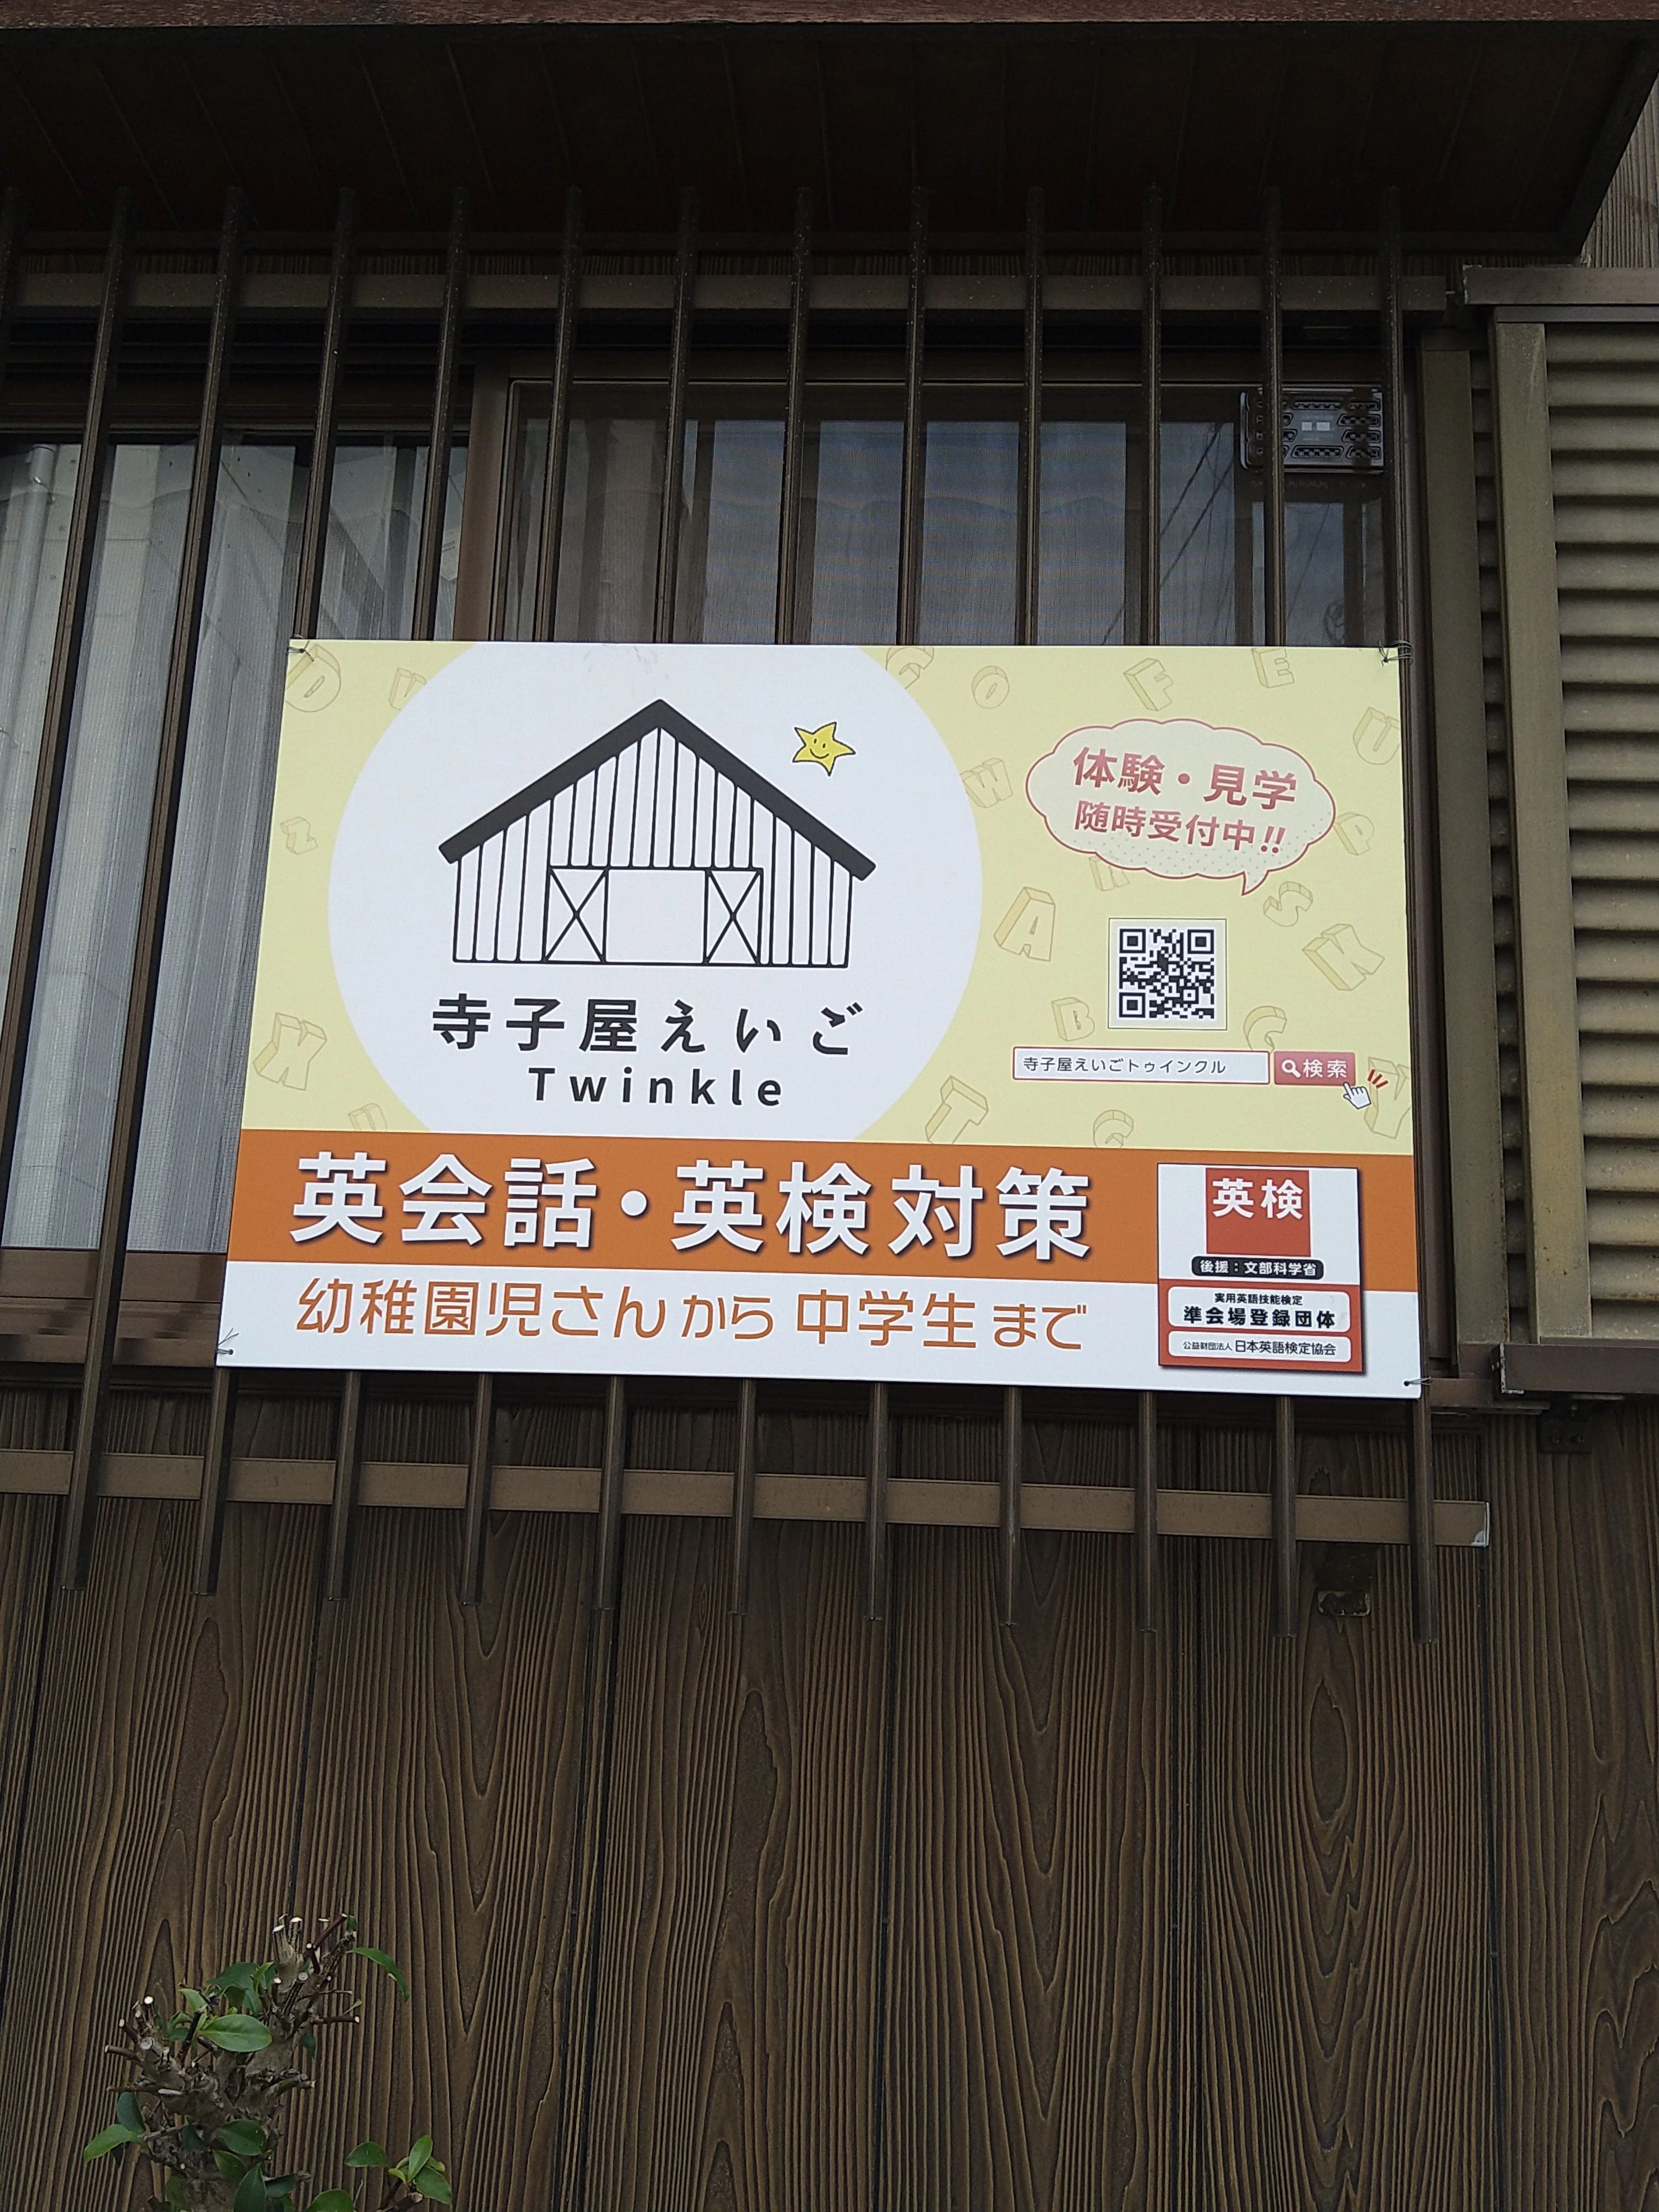 寺子屋えいご
Twinkle
体験・見学
随時受付中!!
寺子屋えいごトゥインクル
検索
英会話・英検対策
幼稚園児さんから中学生まで
英検
後援：文部科学省
実用英語技能検定
準会場登録団体
公益財団法人 日本英語検定協会